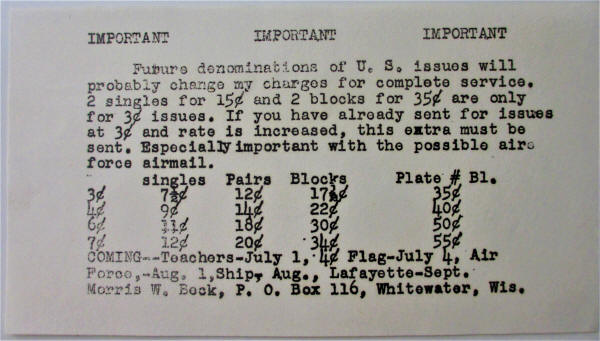 IMPORTANT IMPORTANT IMPORTANT
Future denominations of U. S. issues will
probably change my charges for complete service.
2 singles for 15¢ and 2 blocks for 35¢ are only
for 3¢ issues. If you have already sent for issues
at 3¢ and rate is increased, this extra must be
sent. Especially important with the possible aire
force airmail.
singles Pairs Blocks Plate # Bl.
3¢ 7½¢ 12¢ 17½¢ 35¢
4¢ 9¢ 14¢ 22¢ 40¢
6¢ 11¢ 18¢ 30¢ 50¢
7¢ 12¢ 20¢ 34¢ 55¢
COMING--Teachers-July 1, 4¢ Flag-July 4, Air
Force,-Aug. 1,Ship, Aug., Lafayette-Sept.
Morris W. Beck, P. O. Box 116, Whitewater, Wis.